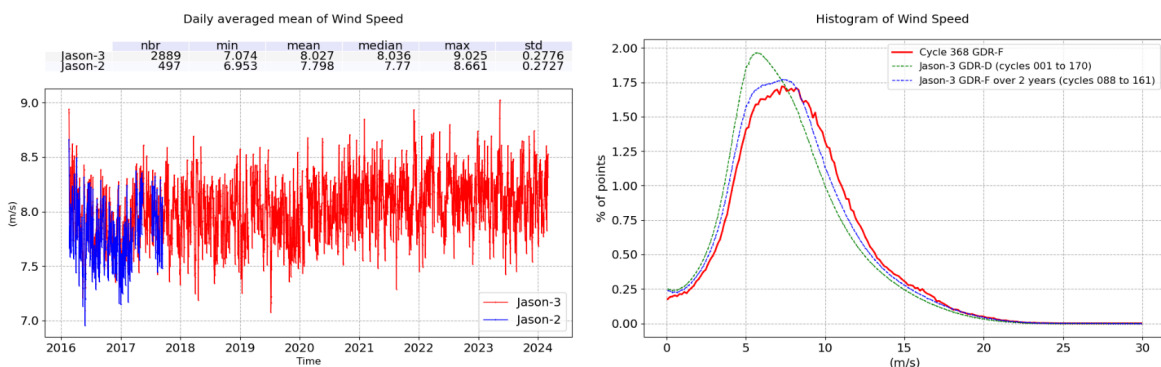 Daily averaged mean of Wind Speed
nbr min mean median max std
Jason-3 2889 7.074 8.027 8.036 9.025 0.2776
Jason-2 497 6.953 7.798 7.77 8.661 0.2727
9.0
8.5
8.0
7.5
7.0
(m/s)
Jason-3
Jason-2
2016 2017 2018 2019 2020 2021 2022 2023 2024
Time
Histogram of Wind Speed
2.00
1.75
1.50
1.25
1.00
0.75
0.50
0.25
0.00
% of points
Cycle 368 GDR-F
Jason-3 GDR-D (cycles 001 to 170)
Jason-3 GDR-F over 2 years (cycles 088 to 161)
0 5 10 15 20 25 30
(m/s)